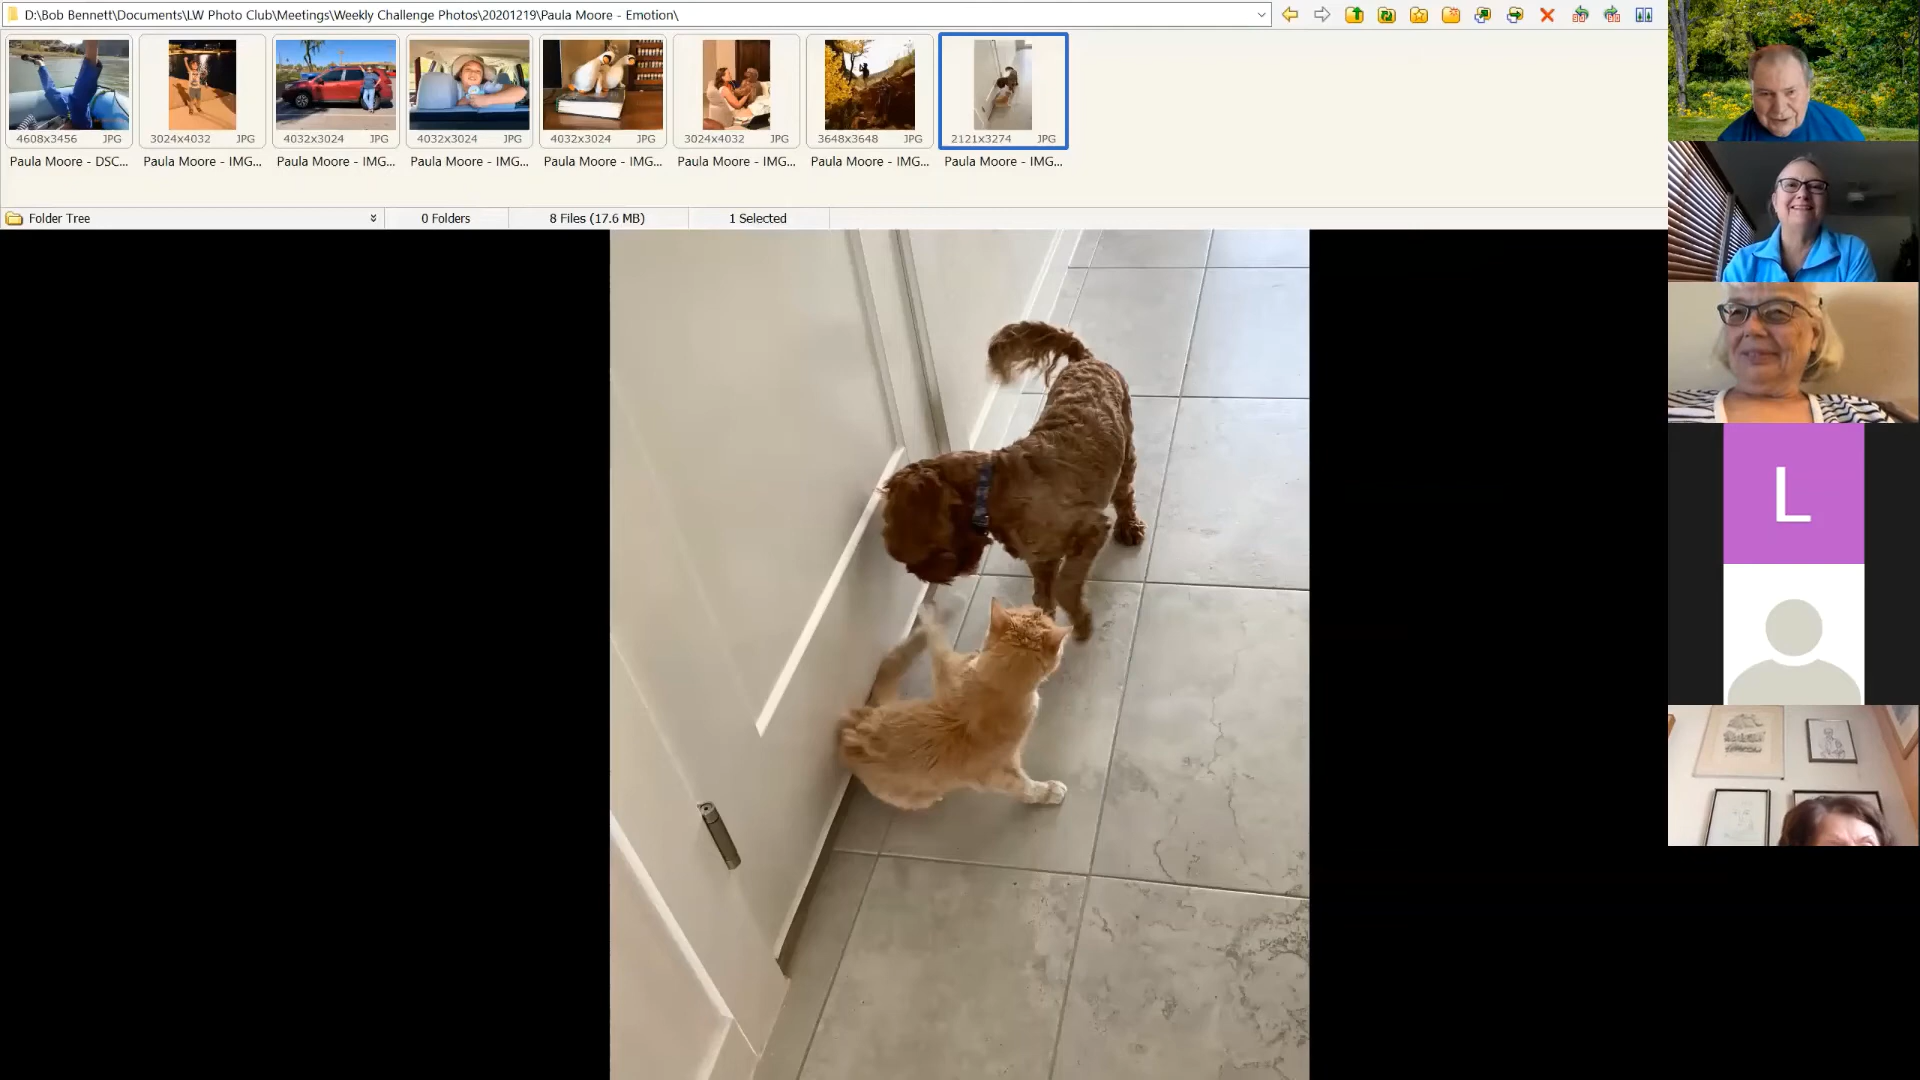 D:\Bob Bennett\Documents\LW Photo Club\Meetings\Weekly Challenge Photos\20201219\Paula Moore - Emotion\
4608x3456 JPG 3024x4032 JPG 4032x3024 JPG 4032x3024 JPG 4032x3024 JPG 3024x4032 JPG 3648x3648 JPG 2121x3274 JPG
Paula Moore - DSC... Paula Moore - IMG... Paula Moore - IMG... Paula Moore - IMG... Paula Moore - IMG... Paula Moore - IMG... Paula Moore - IMG... Paula Moore - IMG...
Folder Tree 0 Folders 8 Files (17.6 MB) 1 Selected
L